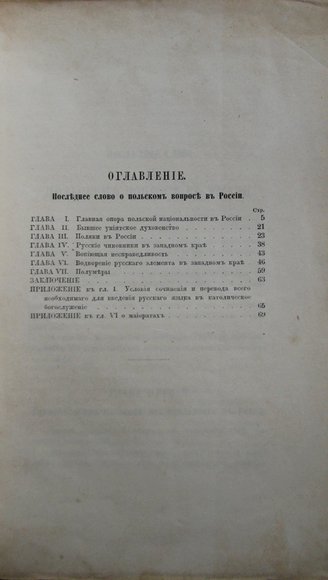 ОГЛАВЛЕНІЕ.
Послѣднее слово о польскомъ вопросѣ въ Россіи.
Стр.
ГЛАВА I. Главная опора польской національности въ Россіи . 5
ГЛАВА II. Бывшее уніятское духовенство . . . . . 21
ГЛАВА III. Поляки въ Россіи . . . . . . . 23
ГЛАВА IV. Русскіе чиновники въ западномъ краѣ . . . . 38
ГЛАВА V. Вопіющая несправедливость . . . . . 43
ГЛАВА VI. Водвореніе русскаго элемента въ западномъ краѣ . 46
ГЛАВА VII. Полумѣры . . . . . . . . 59
ЗАКЛЮЧЕНІЕ . . . . . . . . . . 63
ПРИЛОЖЕНІЕ къ гл. I. Условія сочиненія и перевода всего
необходимаго для введенія русскаго языка въ католическое
богослуженіе . . . . . . . . . 65
ПРИЛОЖЕНІЕ къ гл. VI о маіоратахъ . . . . . 69